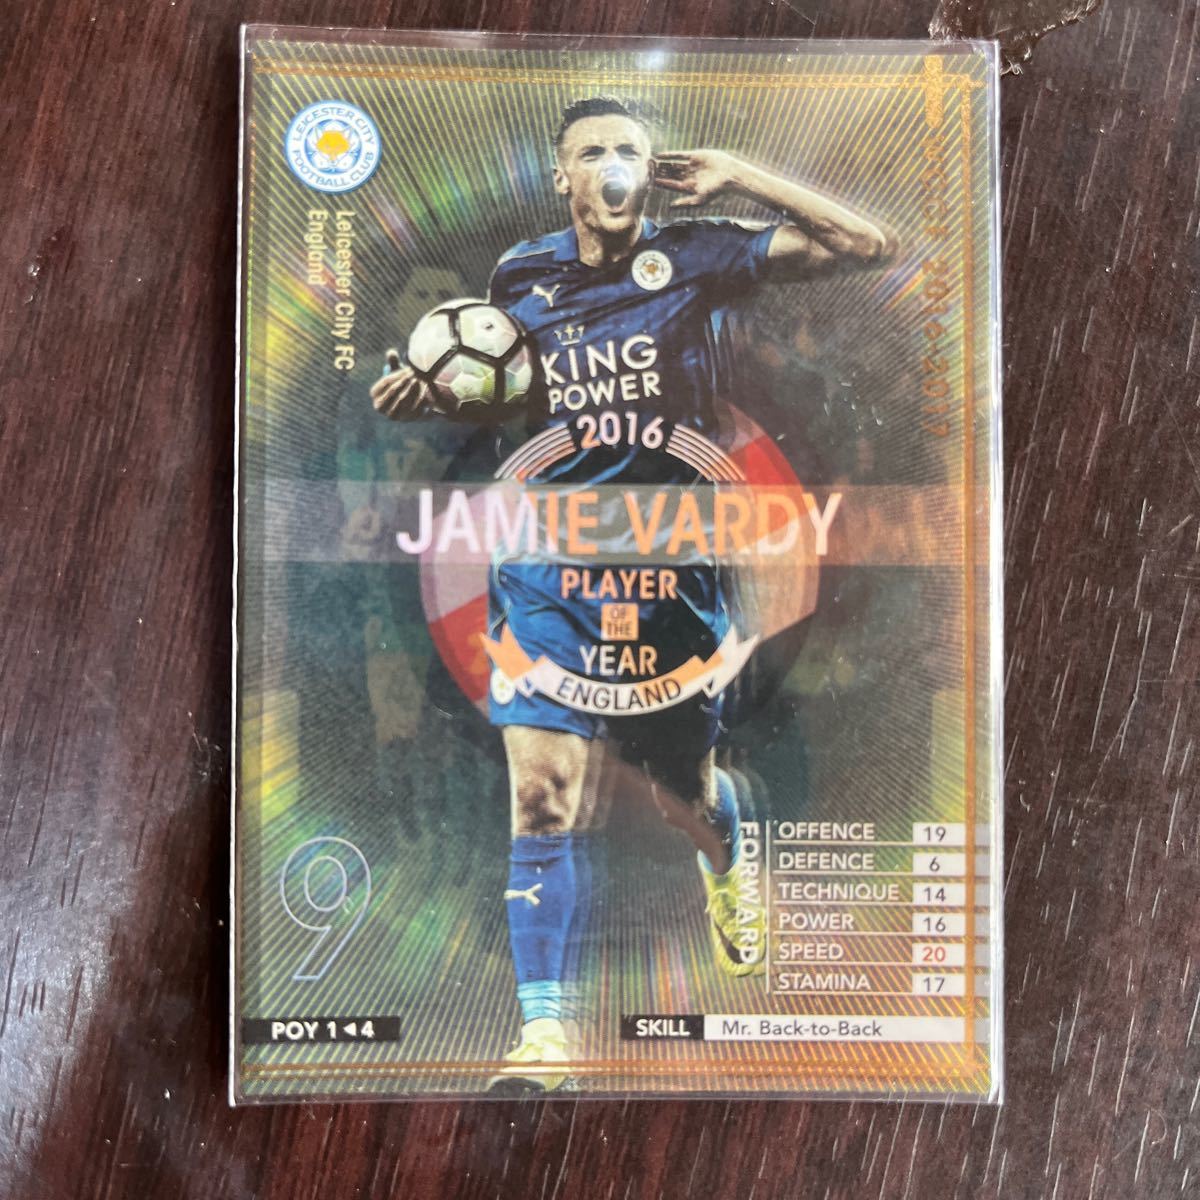 LEICESTER CITY
FOOTBALL CLUB
Leicester City FC
England
2016-2017
KING
POWER
2016
JAMIE VARDY
PLAYER
OF
THE
YEAR
ENGLAND
9
FORWARD
OFFENCE 19
DEFENCE 6
TECHNIQUE 14
POWER 16
SPEED 20
STAMINA 17
POY 1◄4
SKILL Mr. Back-to-Back